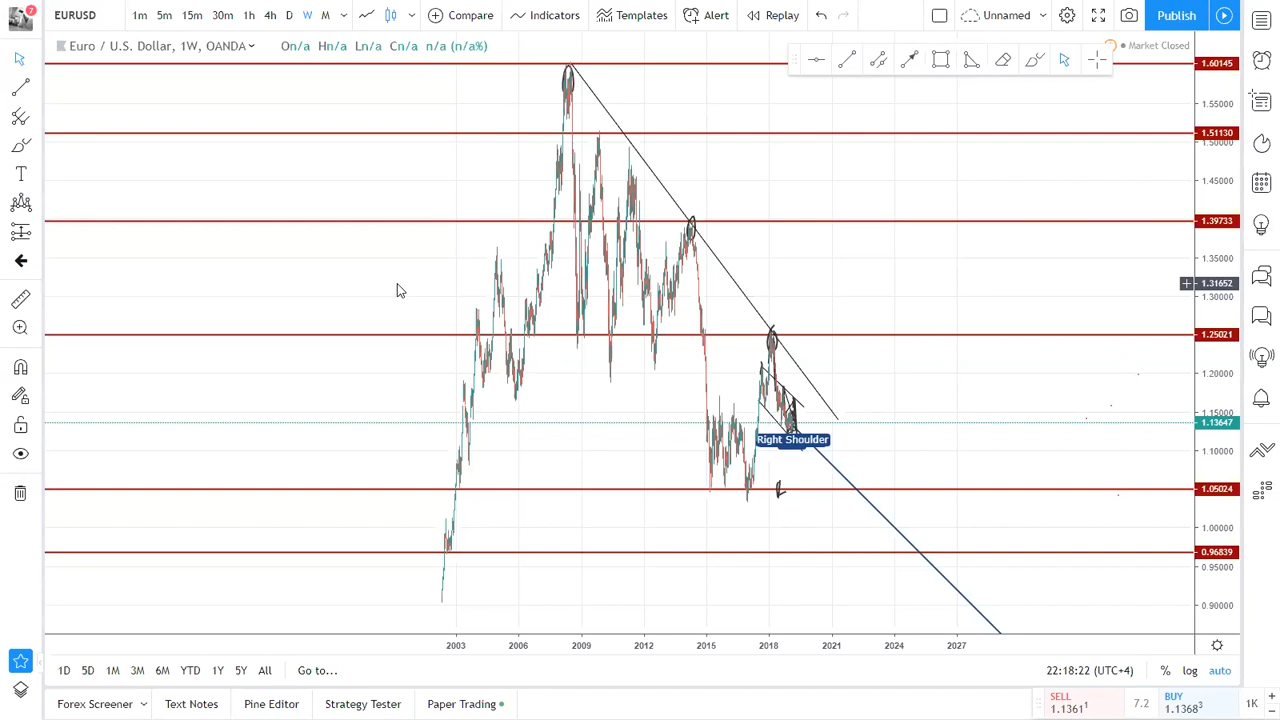 7
EURUSD 1m 5m 15m 30m 1h 4h D W M Compare Indicators Templates Alert Replay Unnamed Publish
Euro / U.S. Dollar, 1W, OANDA On/a Hn/a Ln/a Cn/a n/a (n/a%)
Market Closed
1.60145
1.55000
1.51130
1.50000
1.45000
1.39733
1.35000
1.31652
1.30000
1.25021
1.20000
1.15000
1.13647
Right Shoulder
1.10000
1.05024
1.00000
0.96839
0.95000
0.90000
2003 2006 2009 2012 2015 2018 2021 2024 2027
1D 5D 1M 3M 6M YTD 1Y 5Y All Go to... 22:18:22 (UTC+4) % log auto
Forex Screener Text Notes Pine Editor Strategy Tester Paper Trading SELL 1.13611 7.2 BUY 1.13683 1K